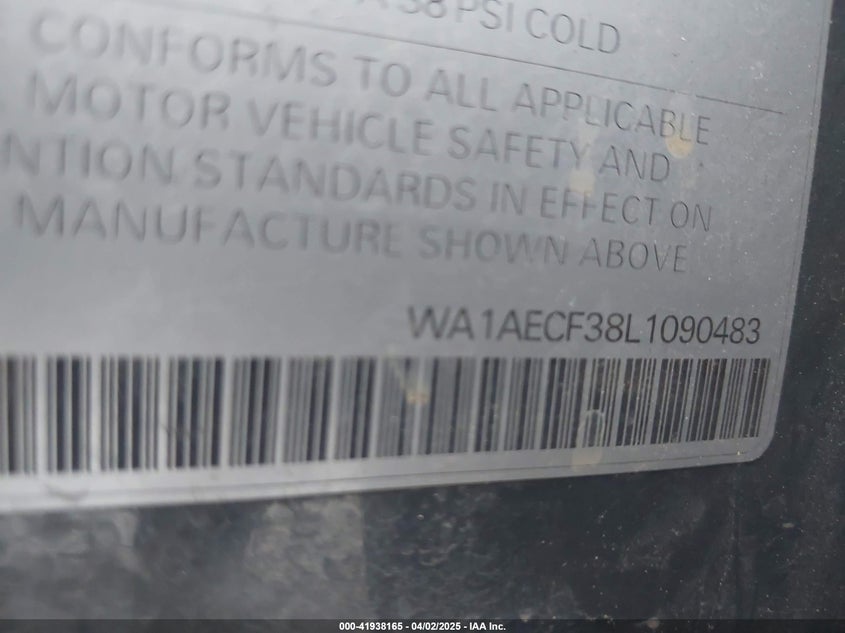 38 PSI COLD
CONFORMS TO ALL APPLICABLE
MOTOR VEHICLE SAFETY AND
NTION STANDARDS IN EFFECT ON
MANUFACTURE SHOWN ABOVE
WA1AECF38L1090483
000-41938165 - 04/02/2025 - IAA Inc.